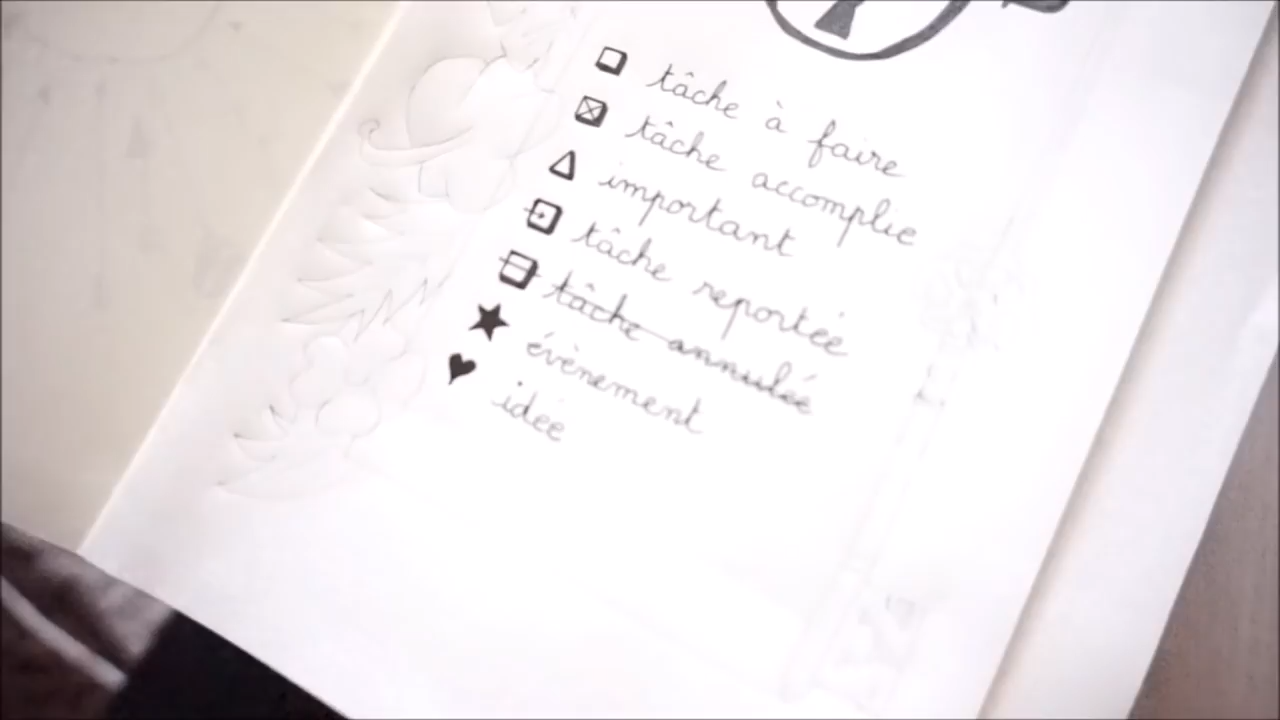 tâche à faire
tâche accomplie
important
tâche reportée
tâche annulée
évènement
idée